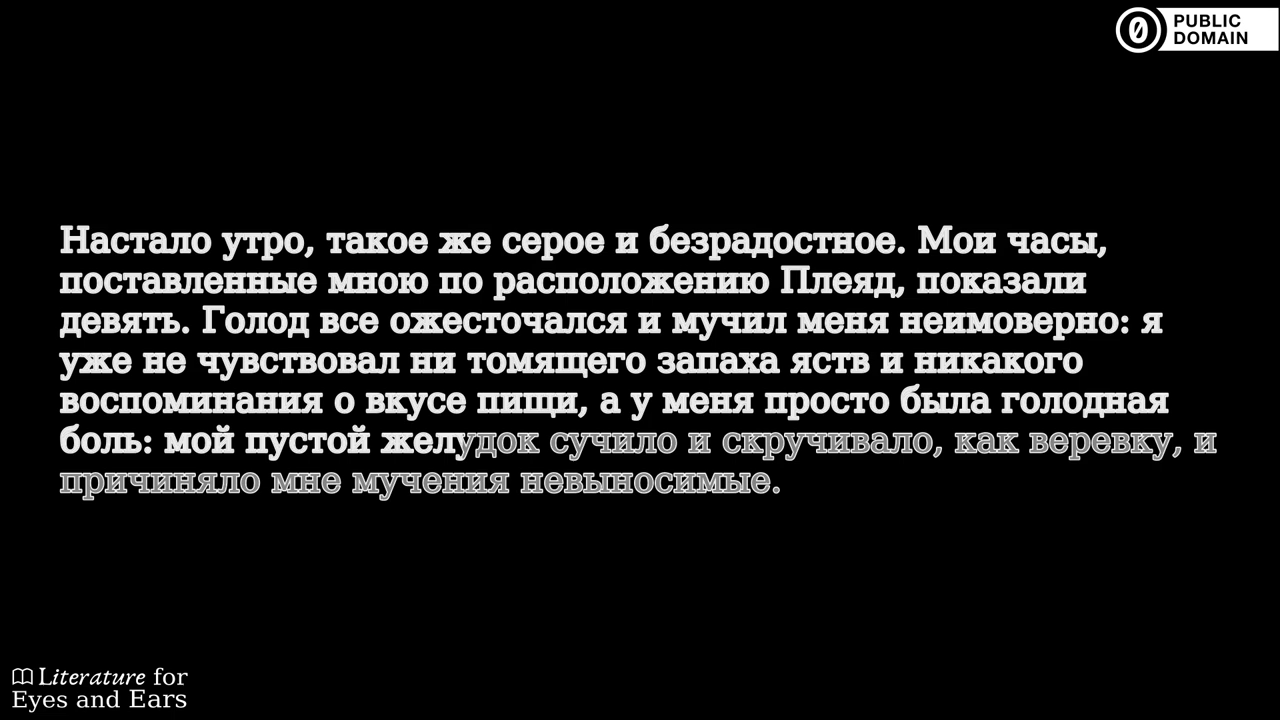 PUBLIC
DOMAIN
Настало утро, такое же серое и безрадостное. Мои часы,
поставленные мною по расположению Плеяд, показали
девять. Голод все ожесточался и мучил меня неимоверно: я
уже не чувствовал ни томящего запаха яств и никакого
воспоминания о вкусе пищи, а у меня просто была голодная
боль: мой пустой желудок сучило и скручивало, как веревку, и
причиняло мне мучения невыносимые.
Literature for
Eyes and Ears